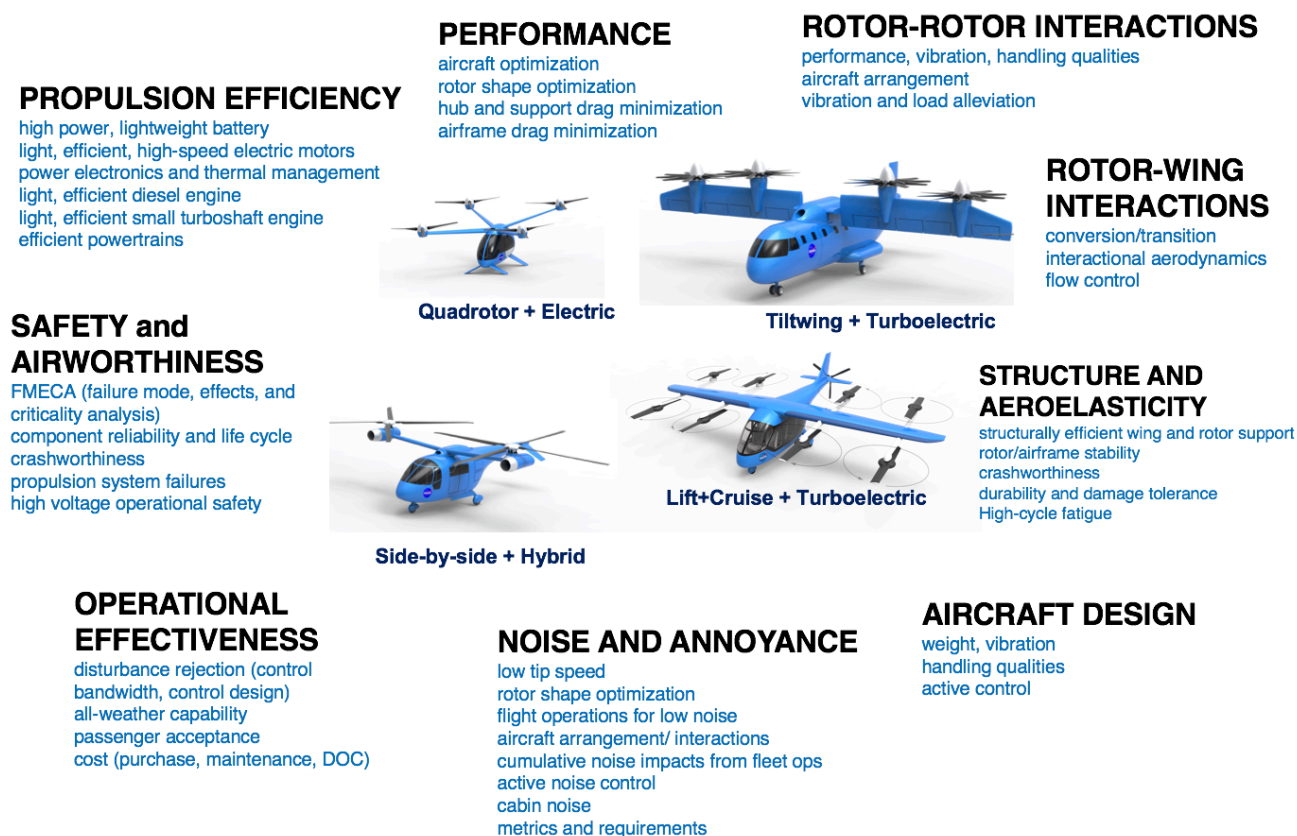 PERFORMANCE
aircraft optimization
rotor shape optimization
hub and support drag minimization
airframe drag minimization
ROTOR-ROTOR INTERACTIONS
performance, vibration, handling qualities
aircraft arrangement
vibration and load alleviation
PROPULSION EFFICIENCY
high power, lightweight battery
light, efficient, high-speed electric motors
power electronics and thermal management
light, efficient diesel engine
light, efficient small turboshaft engine
efficient powertrains
ROTOR-WING
INTERACTIONS
conversion/transition
interactional aerodynamics
flow control
Quadrotor + Electric
Tiltwing + Turboelectric
SAFETY and
AIRWORTHINESS
FMECA (failure mode, effects, and
criticality analysis)
component reliability and life cycle
crashworthiness
propulsion system failures
high voltage operational safety
STRUCTURE AND
AEROELASTICITY
structurally efficient wing and rotor support
rotor/airframe stability
crashworthiness
durability and damage tolerance
High-cycle fatigue
Lift+Cruise + Turboelectric
Side-by-side + Hybrid
OPERATIONAL
EFFECTIVENESS
disturbance rejection (control
bandwidth, control design)
all-weather capability
passenger acceptance
cost (purchase, maintenance, DOC)
NOISE AND ANNOYANCE
low tip speed
rotor shape optimization
flight operations for low noise
aircraft arrangement/ interactions
cumulative noise impacts from fleet ops
active noise control
cabin noise
metrics and requirements
AIRCRAFT DESIGN
weight, vibration
handling qualities
active control